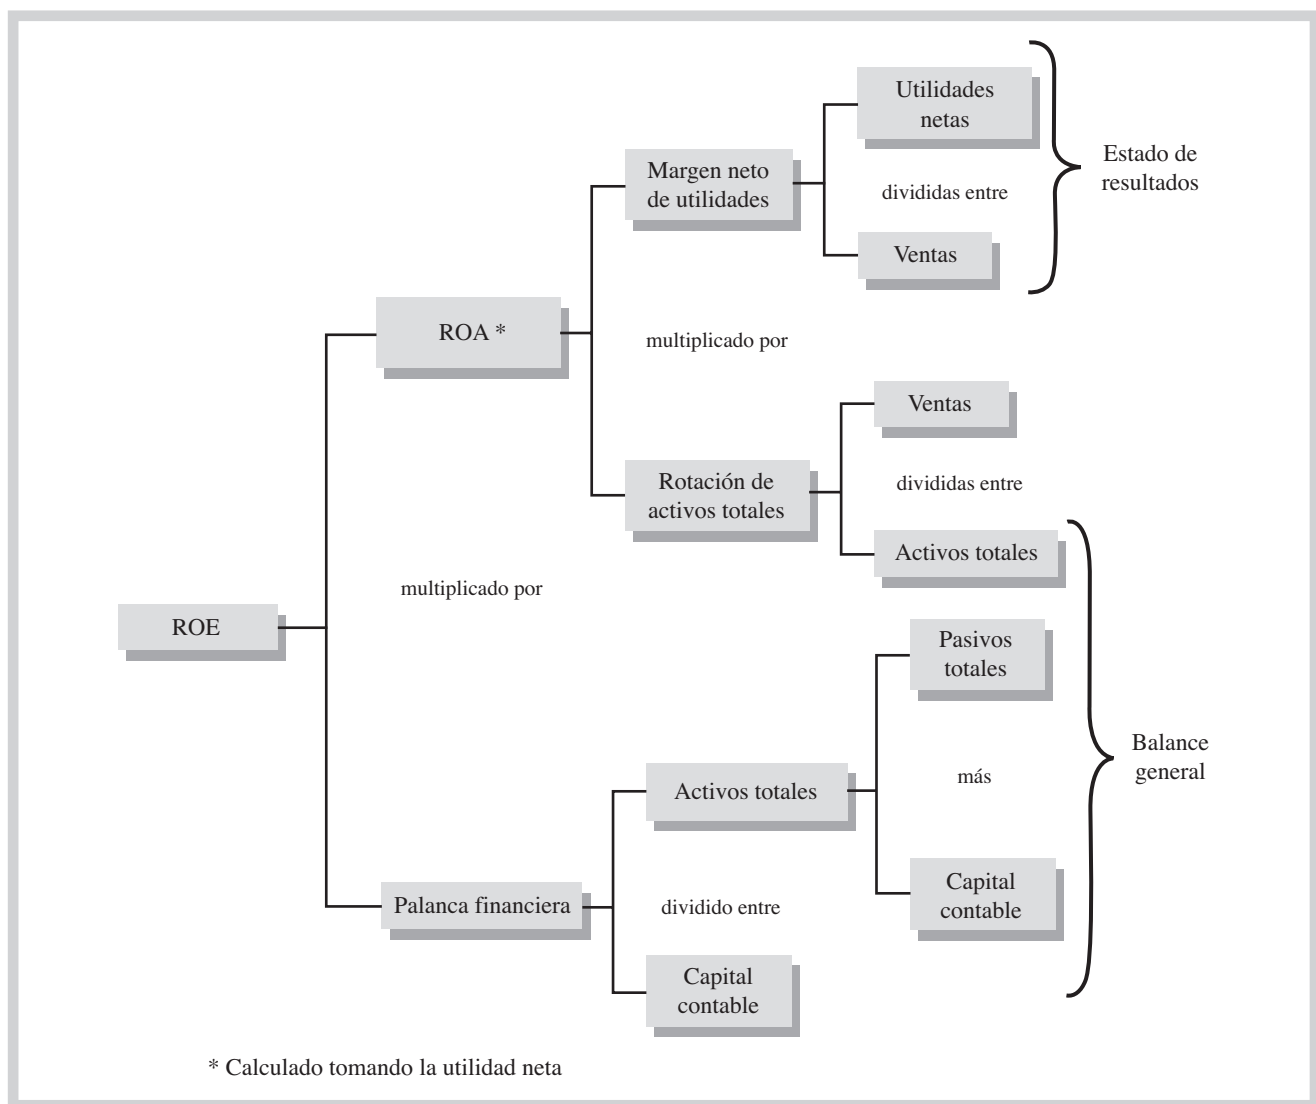 Utilidades
netas
Estado de
resultados
Margen neto
de utilidades
divididas entre
Ventas
ROA *
multiplicado por
Ventas
Rotación de
activos totales
divididas entre
Activos totales
multiplicado por
ROE
Pasivos
totales
Balance
general
Activos totales
más
Capital
contable
Palanca financiera
dividido entre
Capital
contable
* Calculado tomando la utilidad neta